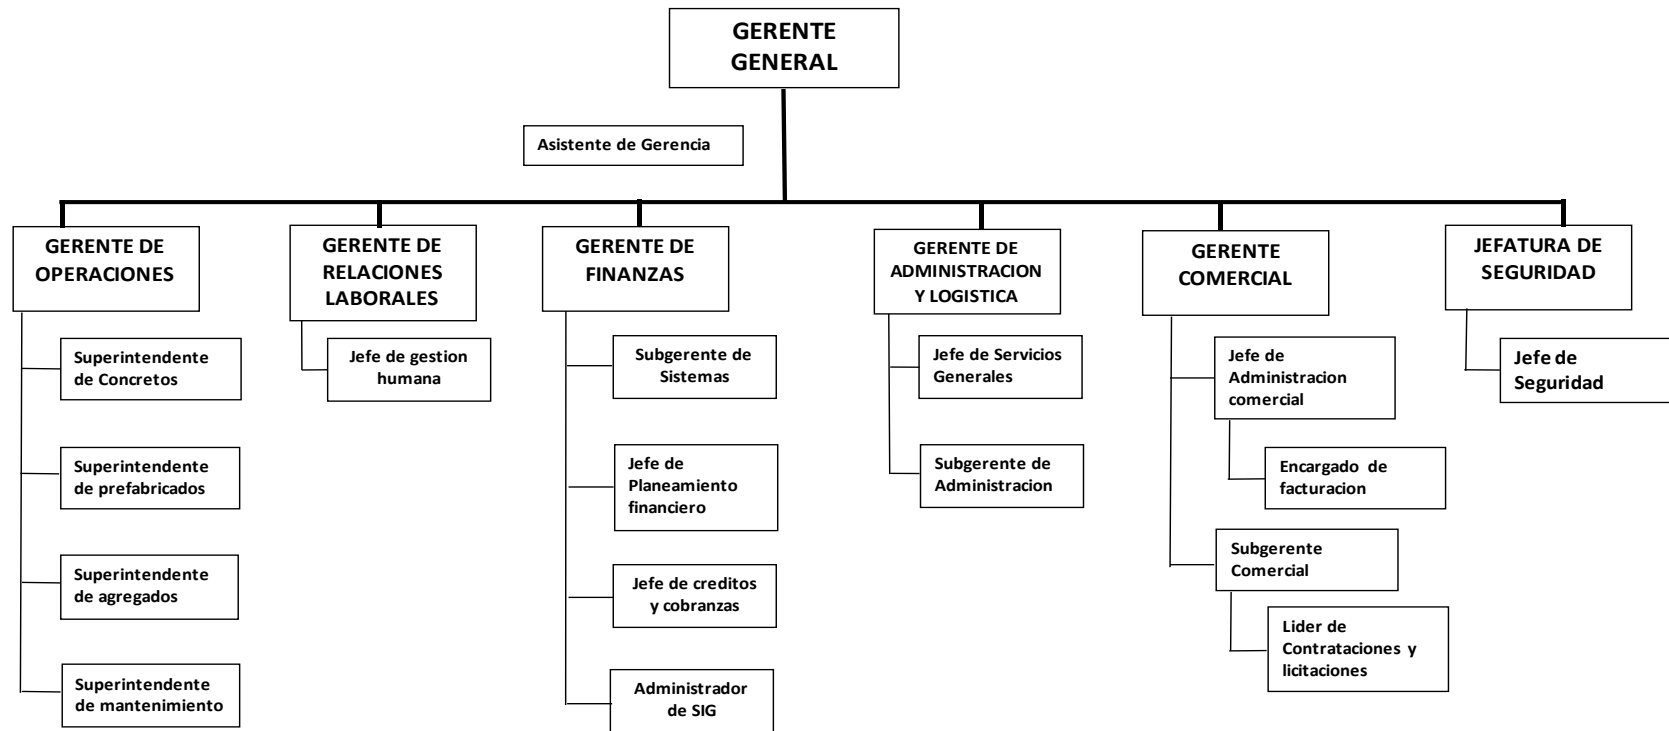 GERENTE
GENERAL
Asistente de Gerencia
GERENTE DE
OPERACIONES
Superintendente
de Concretos
Superintendente
de prefabricados
Superintendente
de agregados
Superintendente
de mantenimiento
GERENTE DE
RELACIONES
LABORALES
Jefe de gestion
humana
GERENTE DE
FINANZAS
Subgerente de
Sistemas
Jefe de
Planeamiento
financiero
Jefe de creditos
y cobranzas
Administrador
de SIG
GERENTE DE
ADMINISTRACION
Y LOGISTICA
Jefe de Servicios
Generales
Subgerente de
Administracion
GERENTE
COMERCIAL
Jefe de
Administracion
comercial
Encargado de
facturacion
Subgerente
Comercial
Lider de
Contrataciones y
licitaciones
JEFATURA DE
SEGURIDAD
Jefe de
Seguridad